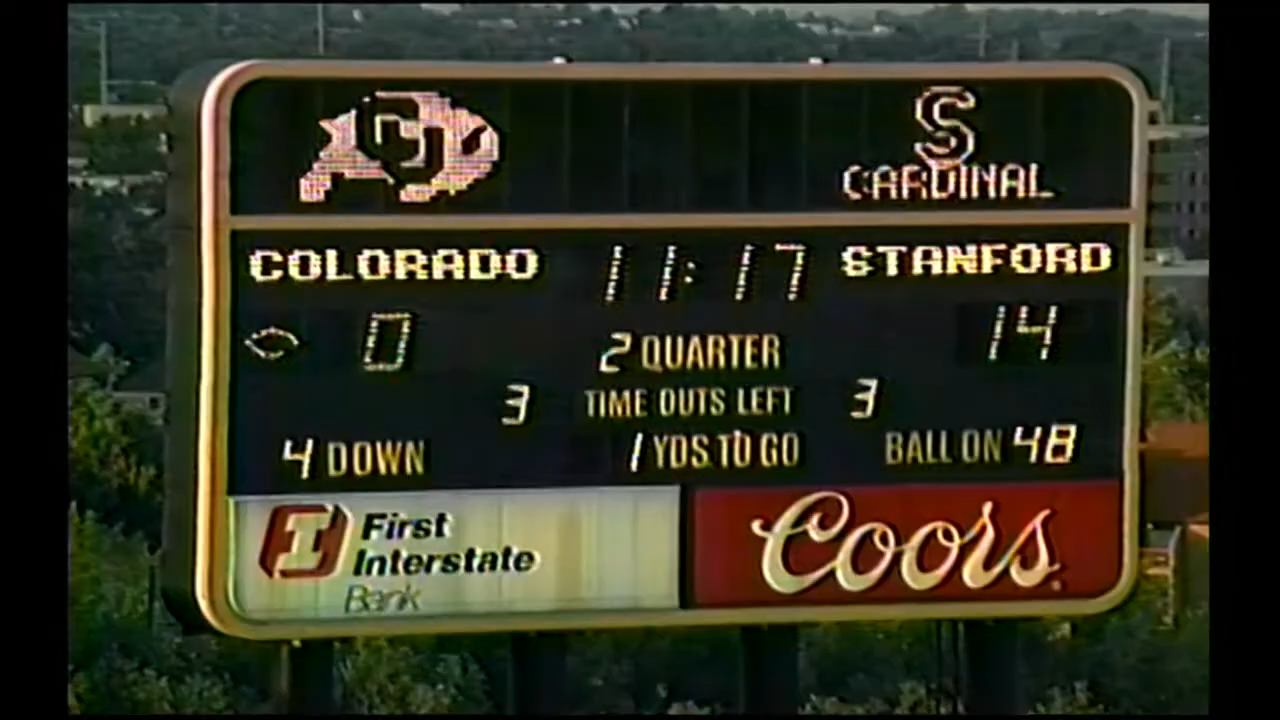 CU
S
CARDINAL
COLORADO 11:17 STANFORD
0 2 QUARTER 14
3 TIME OUTS LEFT 3
4 DOWN 1 YDS TO GO BALL ON 48
I First
Interstate
Bank
Coors